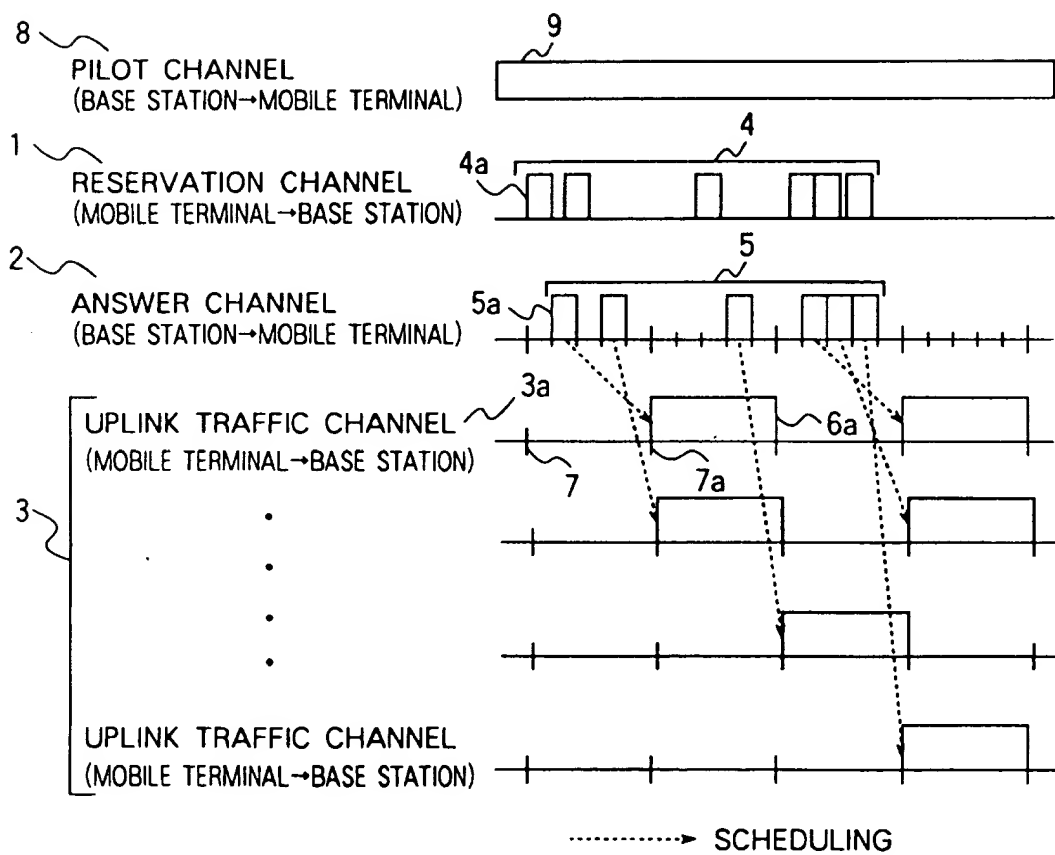 8
PILOT CHANNEL
(BASE STATION→MOBILE TERMINAL)
9
1
RESERVATION CHANNEL
(MOBILE TERMINAL→BASE STATION)
4a
4
2
ANSWER CHANNEL
(BASE STATION→MOBILE TERMINAL)
5a
5
3
UPLINK TRAFFIC CHANNEL
(MOBILE TERMINAL→BASE STATION)
3a
7
7a
6a
UPLINK TRAFFIC CHANNEL
(MOBILE TERMINAL→BASE STATION)
SCHEDULING